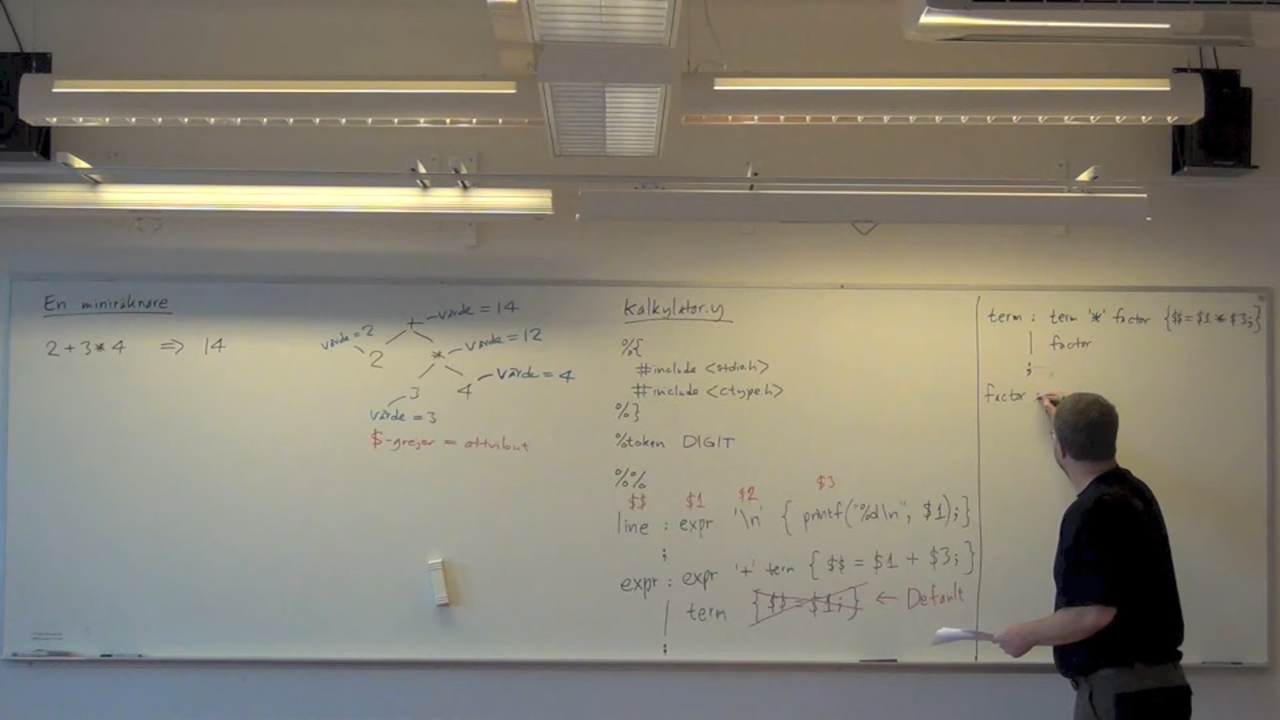 En miniräknare
2+3*4 => 14
+ värde = 14
värde = 2
2 * värde = 12
3 4 värde = 4
värde = 3
$-grejor = attribut
Kalkylator.y
%{
#include <stdio.h>
#include <ctype.h>
%}
%token DIGIT
%%
$$ $1 $2 $3
line : expr '\n' { printf("%d\n", $1); }
;
expr : expr '+' term { $$ = $1 + $3; }
| term { $$ = $1; } ← Default
;
term : term '*' factor {$$=$1*$3;}
| factor
;
factor :